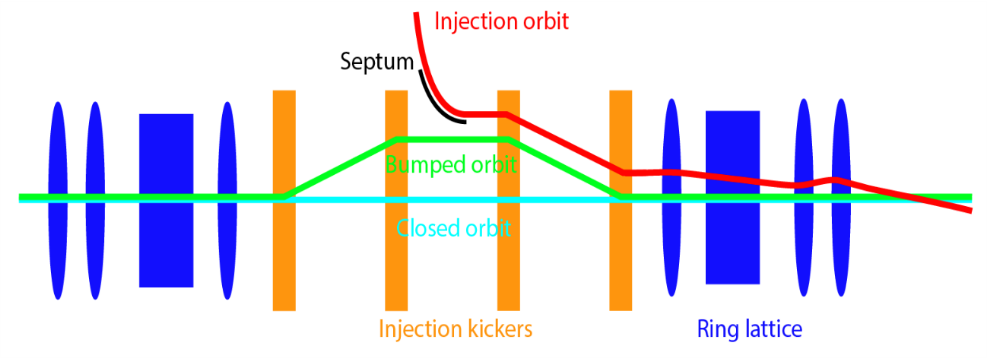 Injection orbit
Septum
Bumped orbit
Closed orbit
Injection kickers
Ring lattice